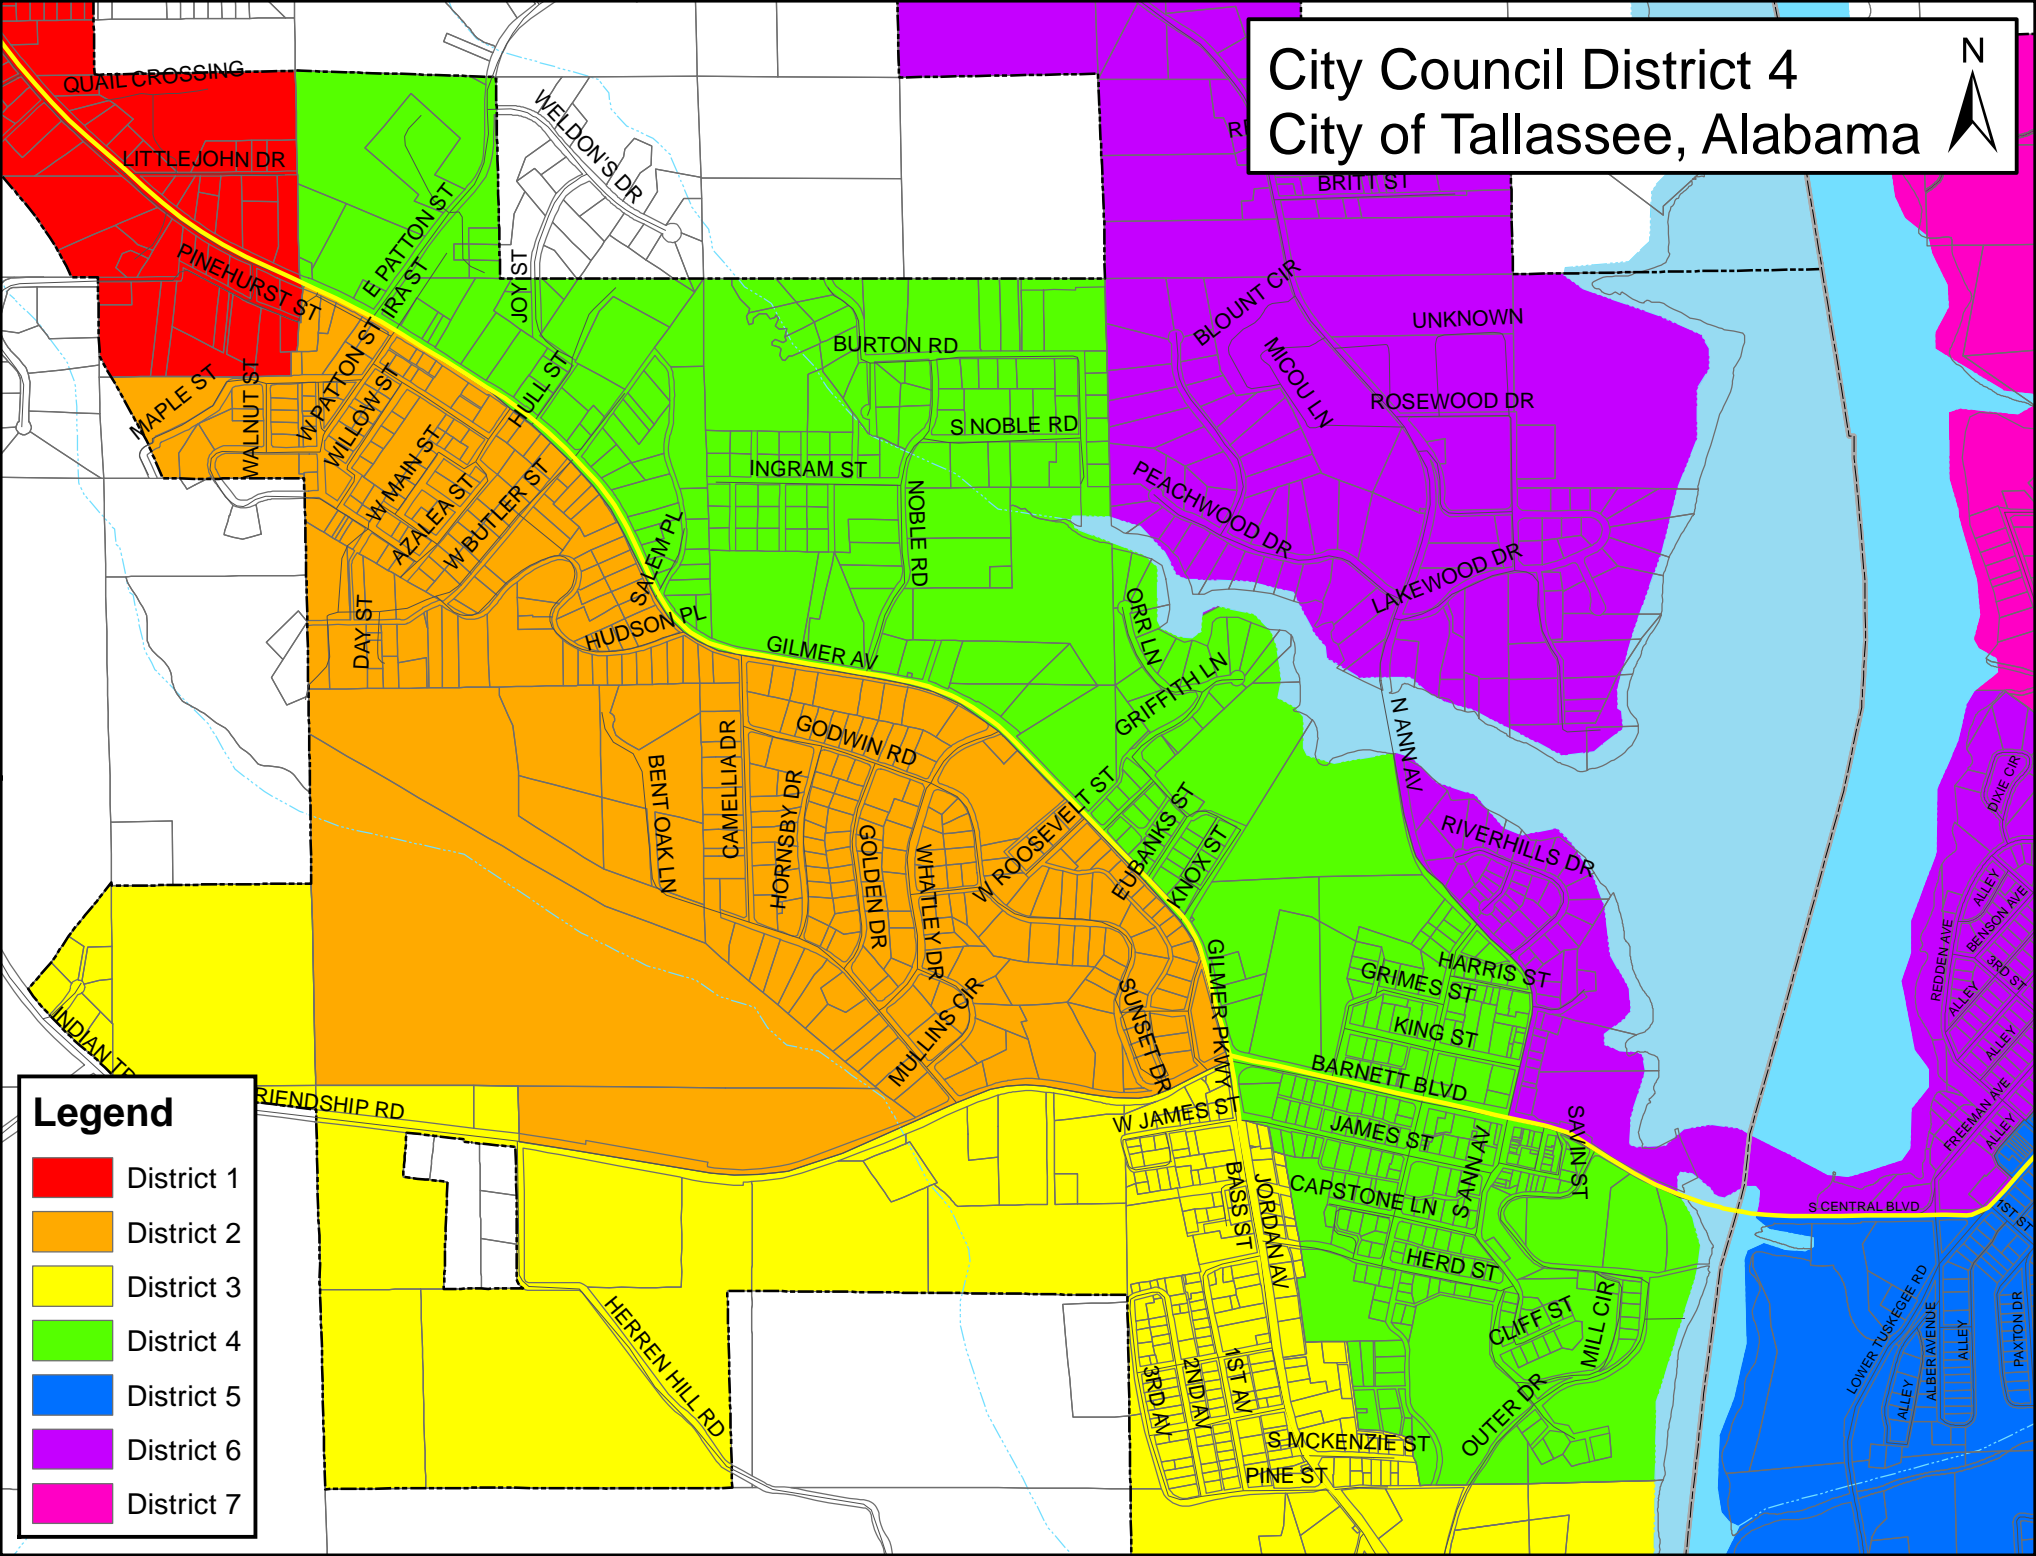 City Council District 4
City of Tallassee, Alabama
N
QUAIL CROSSING
LITTLEJOHN DR
WELDON'S DR
BRITT ST
E PATTON ST
IRA ST
JOY ST
PINEHURST ST
BLOUNT CIR
UNKNOWN
MICOU LN
BURTON RD
ROSEWOOD DR
MAPLE ST
WALNUT ST
W PATTON ST
WILLOW ST
HULL ST
S NOBLE RD
W MAIN ST
AZALEA ST
W BUTLER ST
INGRAM ST
NOBLE RD
PEACHWOOD DR
LAKEWOOD DR
SALEM PL
DAY ST
HUDSON PL
GILMER AV
ORR LN
GRIFFITH LN
N ANN AV
GODWIN RD
CAMELLIA DR
BENT OAK LN
HORNSBY DR
GOLDEN DR
WHATLEY DR
W ROOSEVELT ST
EUBANKS ST
KNOX ST
RIVERHILLS DR
DIXIE CIR
ALLEY
BENSON AVE
REDDEN AVE
3RD ST
ALLEY
ALLEY
FREEMAN AVE
ALLEY
GILMER PKWY
GRIMES ST
HARRIS ST
KING ST
SUNSET DR
MULLINS CIR
BARNETT BLVD
INDIAN TR
RIENDSHIP RD
W JAMES ST
JAMES ST
S ANN AV
SAVIN ST
BASS ST
JORDAN AV
CAPSTONE LN
HERD ST
S CENTRAL BLVD
1ST ST
CLIFF ST
MILL CIR
HERREN HILL RD
3RD AV
2ND AV
1ST AV
OUTER DR
S MCKENZIE ST
PINE ST
LOWER TUSKEGEE RD
ALBER AVENUE
ALLEY
ALLEY
PAXTON DR
Legend
District 1
District 2
District 3
District 4
District 5
District 6
District 7